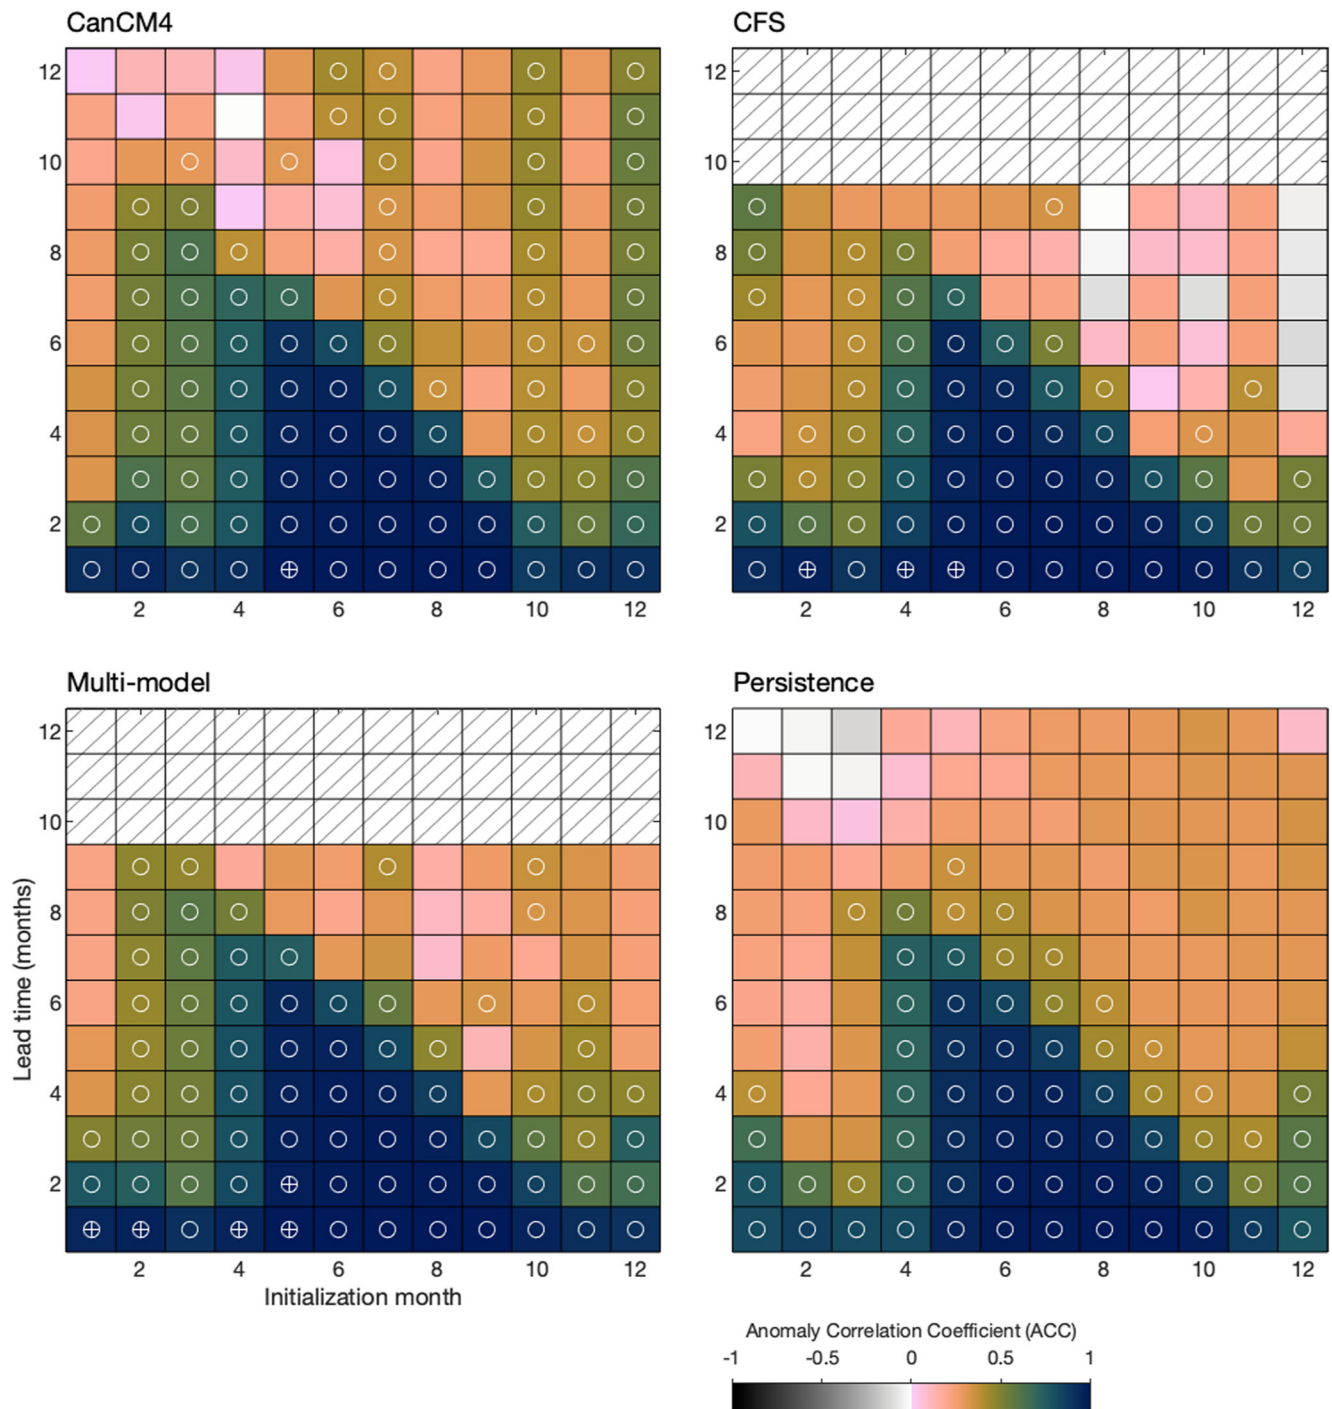 CanCM4 CFS
12 12
10 10
8 8
6 6
4 4
2 2
2 4 6 8 10 12 2 4 6 8 10 12
Multi-model Persistence
12 12
10 10
8 8
6 6
4 4
2 2
Lead time (months)
2 4 6 8 10 12 2 4 6 8 10 12
Initialization month
Anomaly Correlation Coefficient (ACC)
-1 -0.5 0 0.5 1